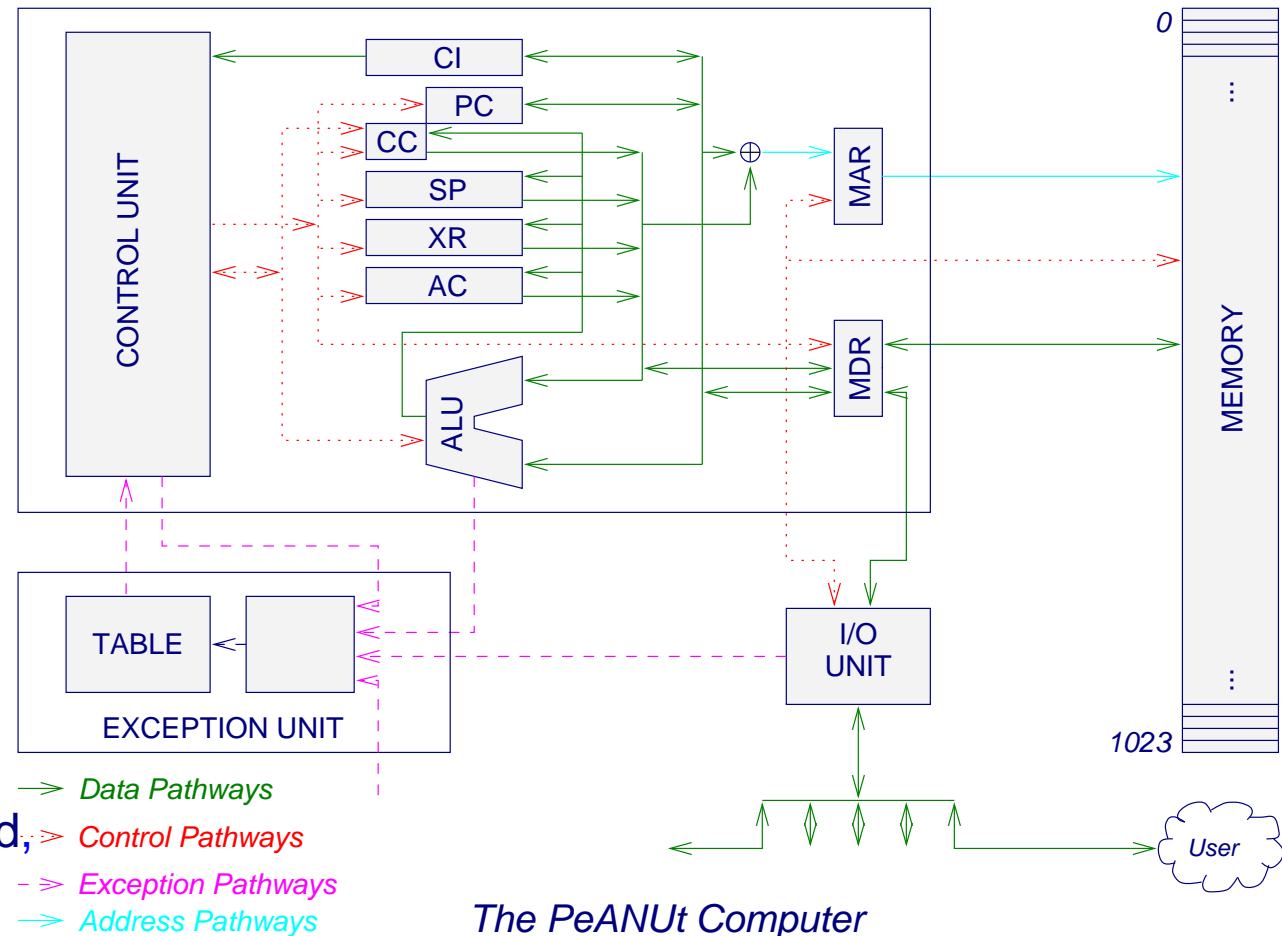 0
CONTROL UNIT
CI
PC
CC
SP
XR
AC
ALU
MAR
MDR
MEMORY
...
...
1023
TABLE
EXCEPTION UNIT
I/O
UNIT
Data Pathways
d,
Control Pathways
Exception Pathways
Address Pathways
User
The PeANUt Computer